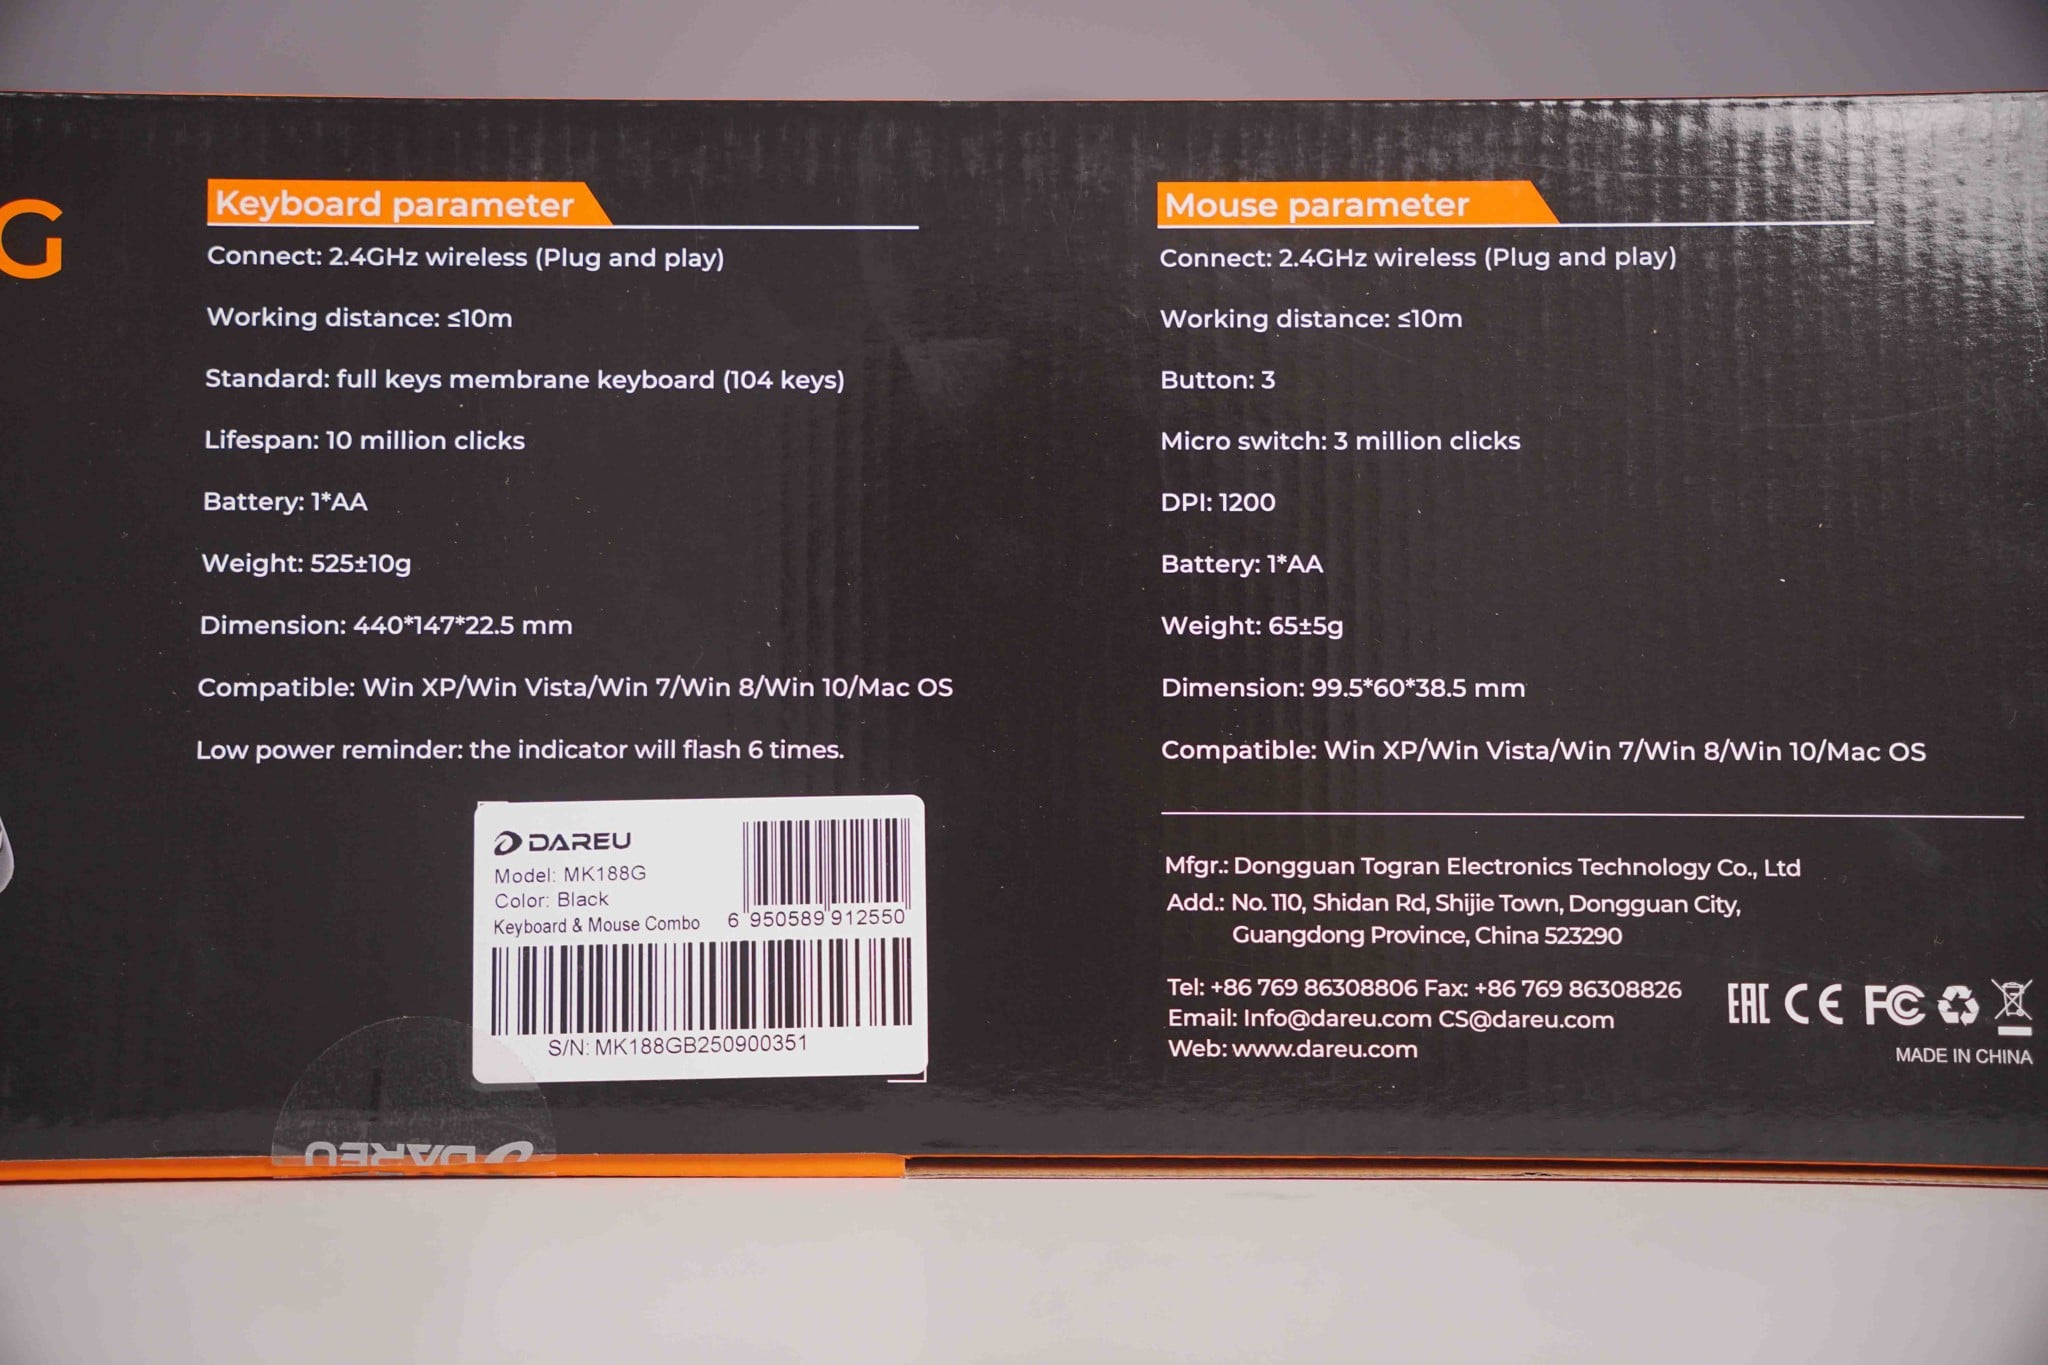 G
Keyboard parameter
Connect: 2.4GHz wireless (Plug and play)
Working distance: ≤10m
Standard: full keys membrane keyboard (104 keys)
Lifespan: 10 million clicks
Battery: 1*AA
Weight: 525±10g
Dimension: 440*147*22.5 mm
Compatible: Win XP/Win Vista/Win 7/Win 8/Win 10/Mac OS
Low power reminder: the indicator will flash 6 times.
DAREU
Model: MK188G
Color: Black
Keyboard & Mouse Combo
6 950589 912550
S/N: MK188GB250900351
DAREU
Mouse parameter
Connect: 2.4GHz wireless (Plug and play)
Working distance: ≤10m
Button: 3
Micro switch: 3 million clicks
DPI: 1200
Battery: 1*AA
Weight: 65±5g
Dimension: 99.5*60*38.5 mm
Compatible: Win XP/Win Vista/Win 7/Win 8/Win 10/Mac OS
Mfgr.: Dongguan Togran Electronics Technology Co., Ltd
Add.: No. 110, Shidan Rd, Shijie Town, Dongguan City,
Guangdong Province, China 523290
Tel: +86 769 86308806 Fax: +86 769 86308826
Email: Info@dareu.com CS@dareu.com
Web: www.dareu.com
EAC CE FC
MADE IN CHINA